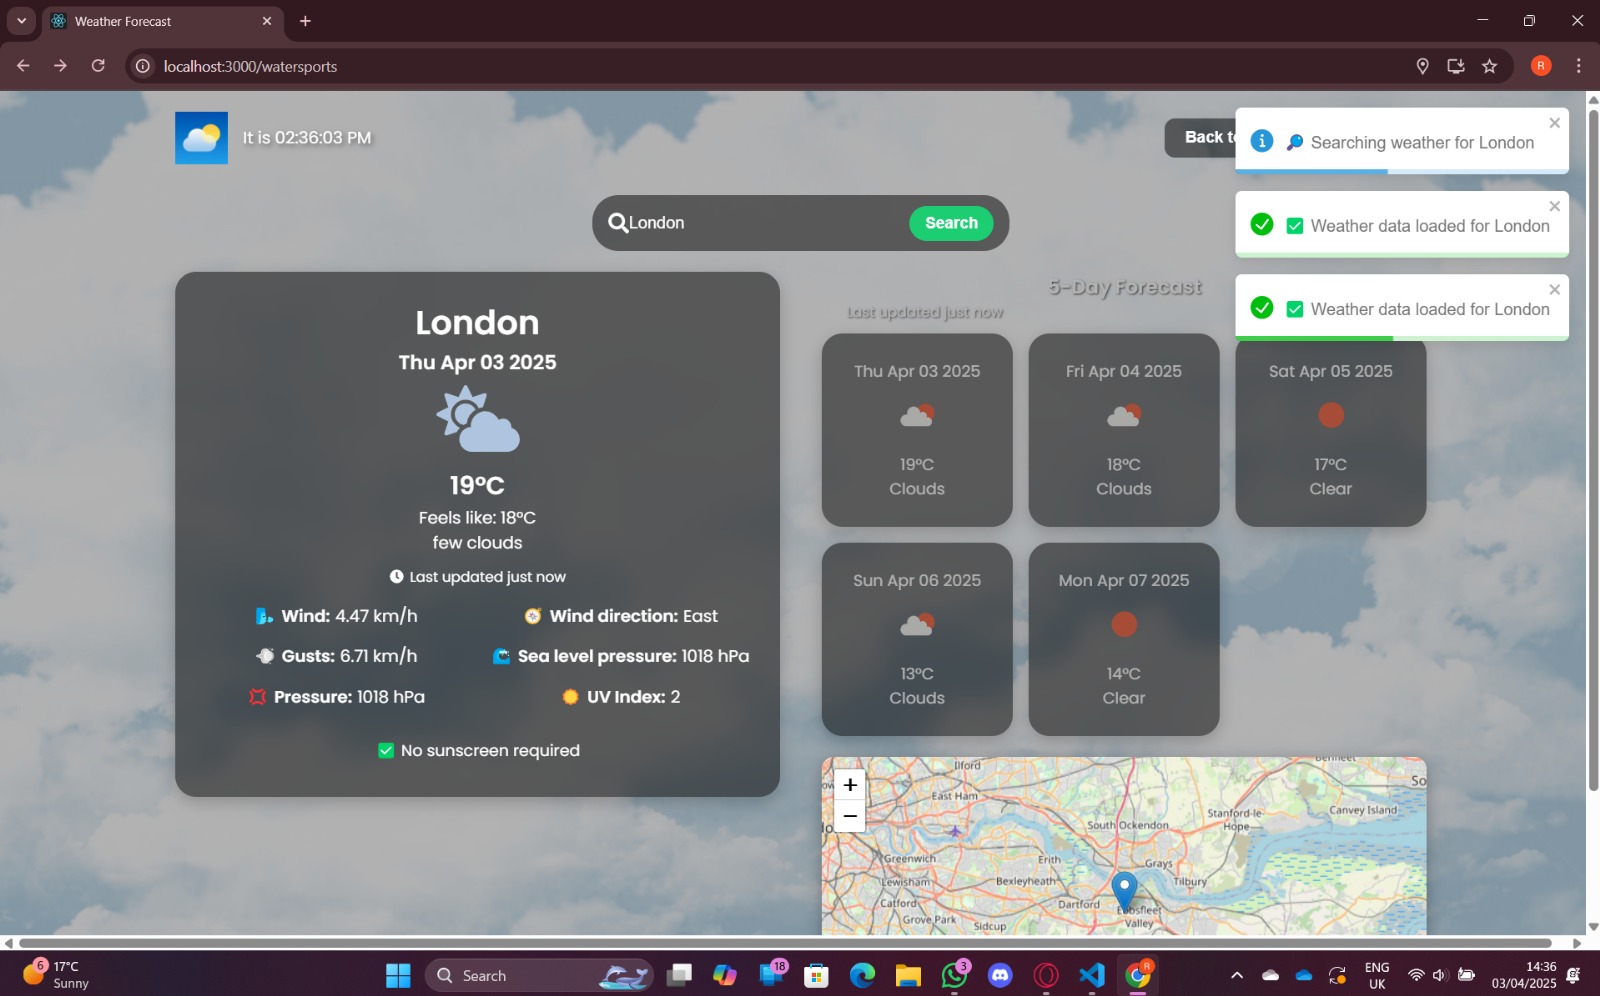 Weather Forecast
localhost:3000/watersports
R
It is 02:36:03 PM
Back to
Searching weather for London
Weather data loaded for London
Weather data loaded for London
London
Search
London
Thu Apr 03 2025
19°C
Feels like: 18°C
few clouds
Last updated just now
Wind: 4.47 km/h
Wind direction: East
Gusts: 6.71 km/h
Sea level pressure: 1018 hPa
Pressure: 1018 hPa
UV Index: 2
No sunscreen required
5-Day Forecast
Last updated just now
Thu Apr 03 2025
19°C
Clouds
Fri Apr 04 2025
18°C
Clouds
Sat Apr 05 2025
17°C
Clear
Sun Apr 06 2025
13°C
Clouds
Mon Apr 07 2025
14°C
Clear
+
−
Ilford
East Ham
South Ockendon
Stanford-le-
Hope
Canvey Island
So
Greenwich
Erith
Grays
Lewisham
Bexleyheath
Tilbury
Catford
Dartford
Ebbsfleet
Valley
Grove Park
Sidcup
6
17°C
Sunny
Search
18
3
R
ENG
UK
14:36
03/04/2025